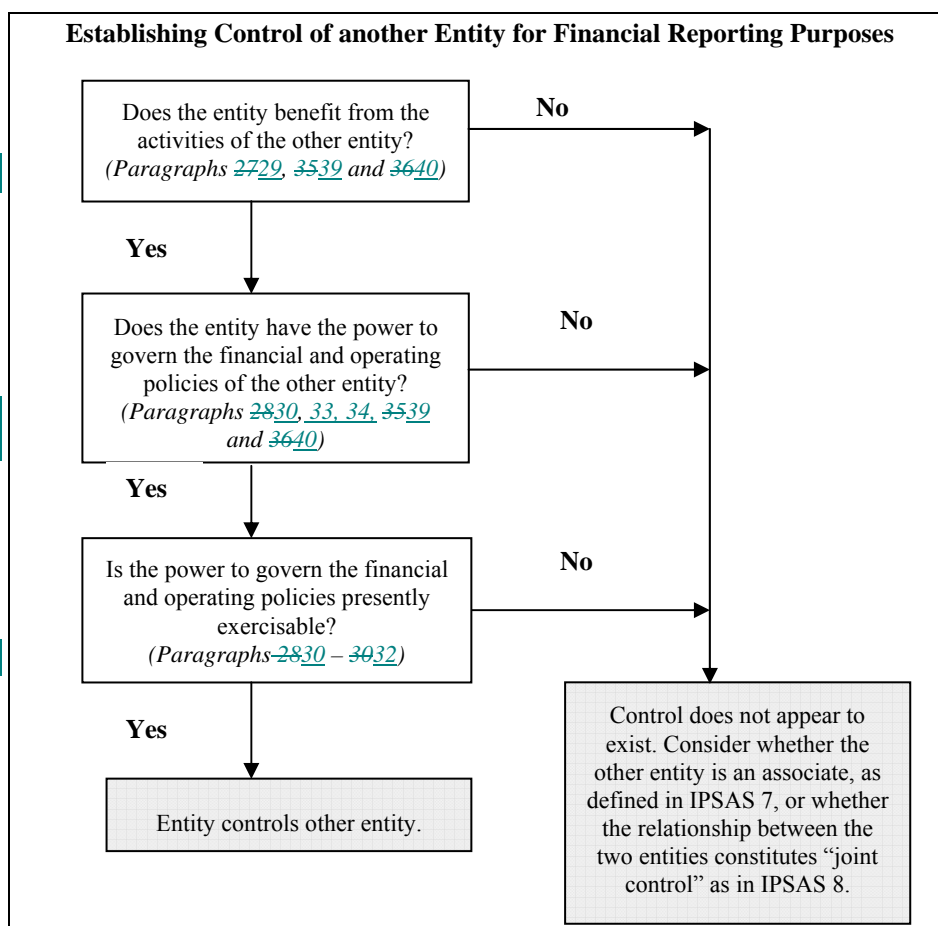 Establishing Control of another Entity for Financial Reporting Purposes
Does the entity benefit from the
activities of the other entity?
(Paragraphs 2729, 3539 and 3640)
No
Yes
Does the entity have the power to
govern the financial and operating
policies of the other entity?
(Paragraphs 2830, 33, 34, 3539
and 3640)
No
Yes
Is the power to govern the financial
and operating policies presently
exercisable?
(Paragraphs 2830 – 3032)
No
Yes
Entity controls other entity.
Control does not appear to
exist. Consider whether the
other entity is an associate, as
defined in IPSAS 7, or whether
the relationship between the
two entities constitutes “joint
control” as in IPSAS 8.